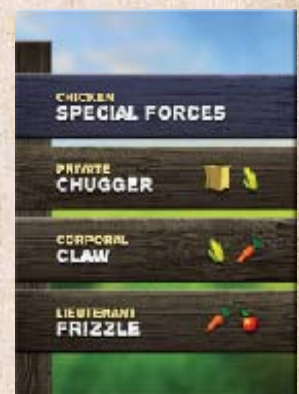 CHICKEN
SPECIAL FORCES
PRIVATE
CHUGGER
CORPORAL
CLAW
LIEUTENANT
FRIZZLE